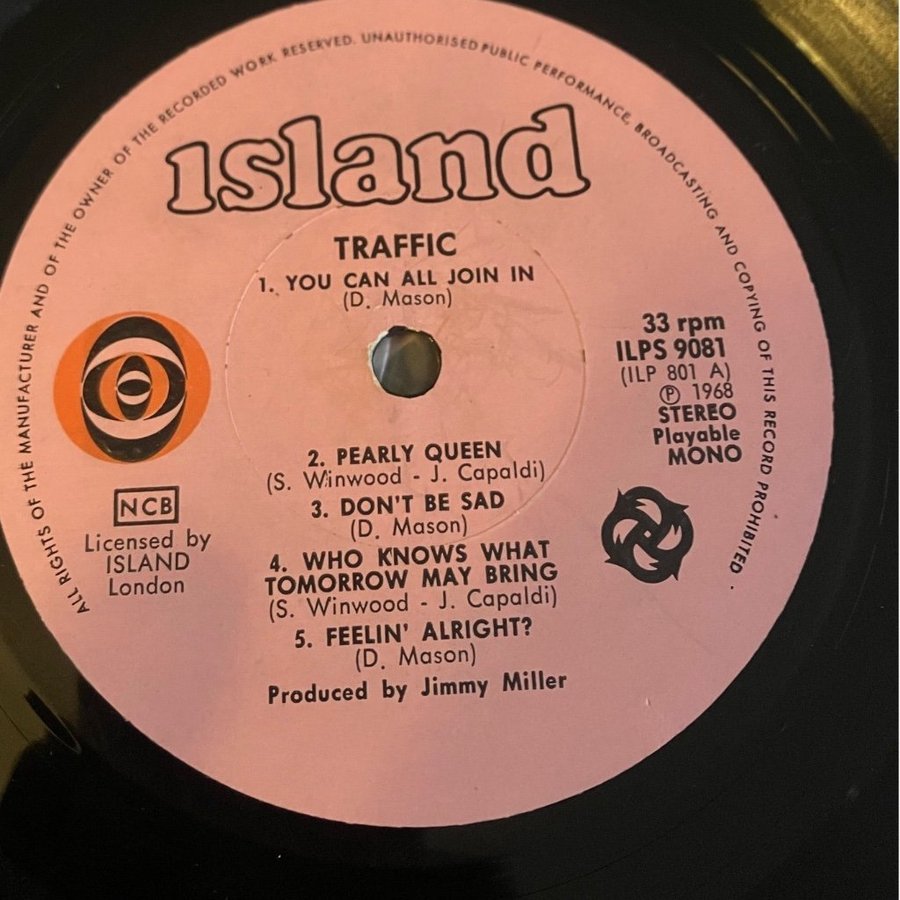 ALL RIGHTS OF THE MANUFACTURER AND OF THE OWNER OF THE RECORDED WORK RESERVED. UNAUTHORISED PUBLIC PERFORMANCE, BROADCASTING AND COPYING OF THIS RECORD PROHIBITED.
ısland
TRAFFIC
1. YOU CAN ALL JOIN IN
(D. Mason)
33 rpm
ILPS 9081
(ILP 801 A)
Ⓟ 1968
STEREO
Playable
MONO
2. PEARLY QUEEN
(S. Winwood - J. Capaldi)
3. DON'T BE SAD
(D. Mason)
4. WHO KNOWS WHAT
TOMORROW MAY BRING
(S. Winwood - J. Capaldi)
5. FEELIN' ALRIGHT?
(D. Mason)
Produced by Jimmy Miller
NCB
Licensed by
ISLAND
London